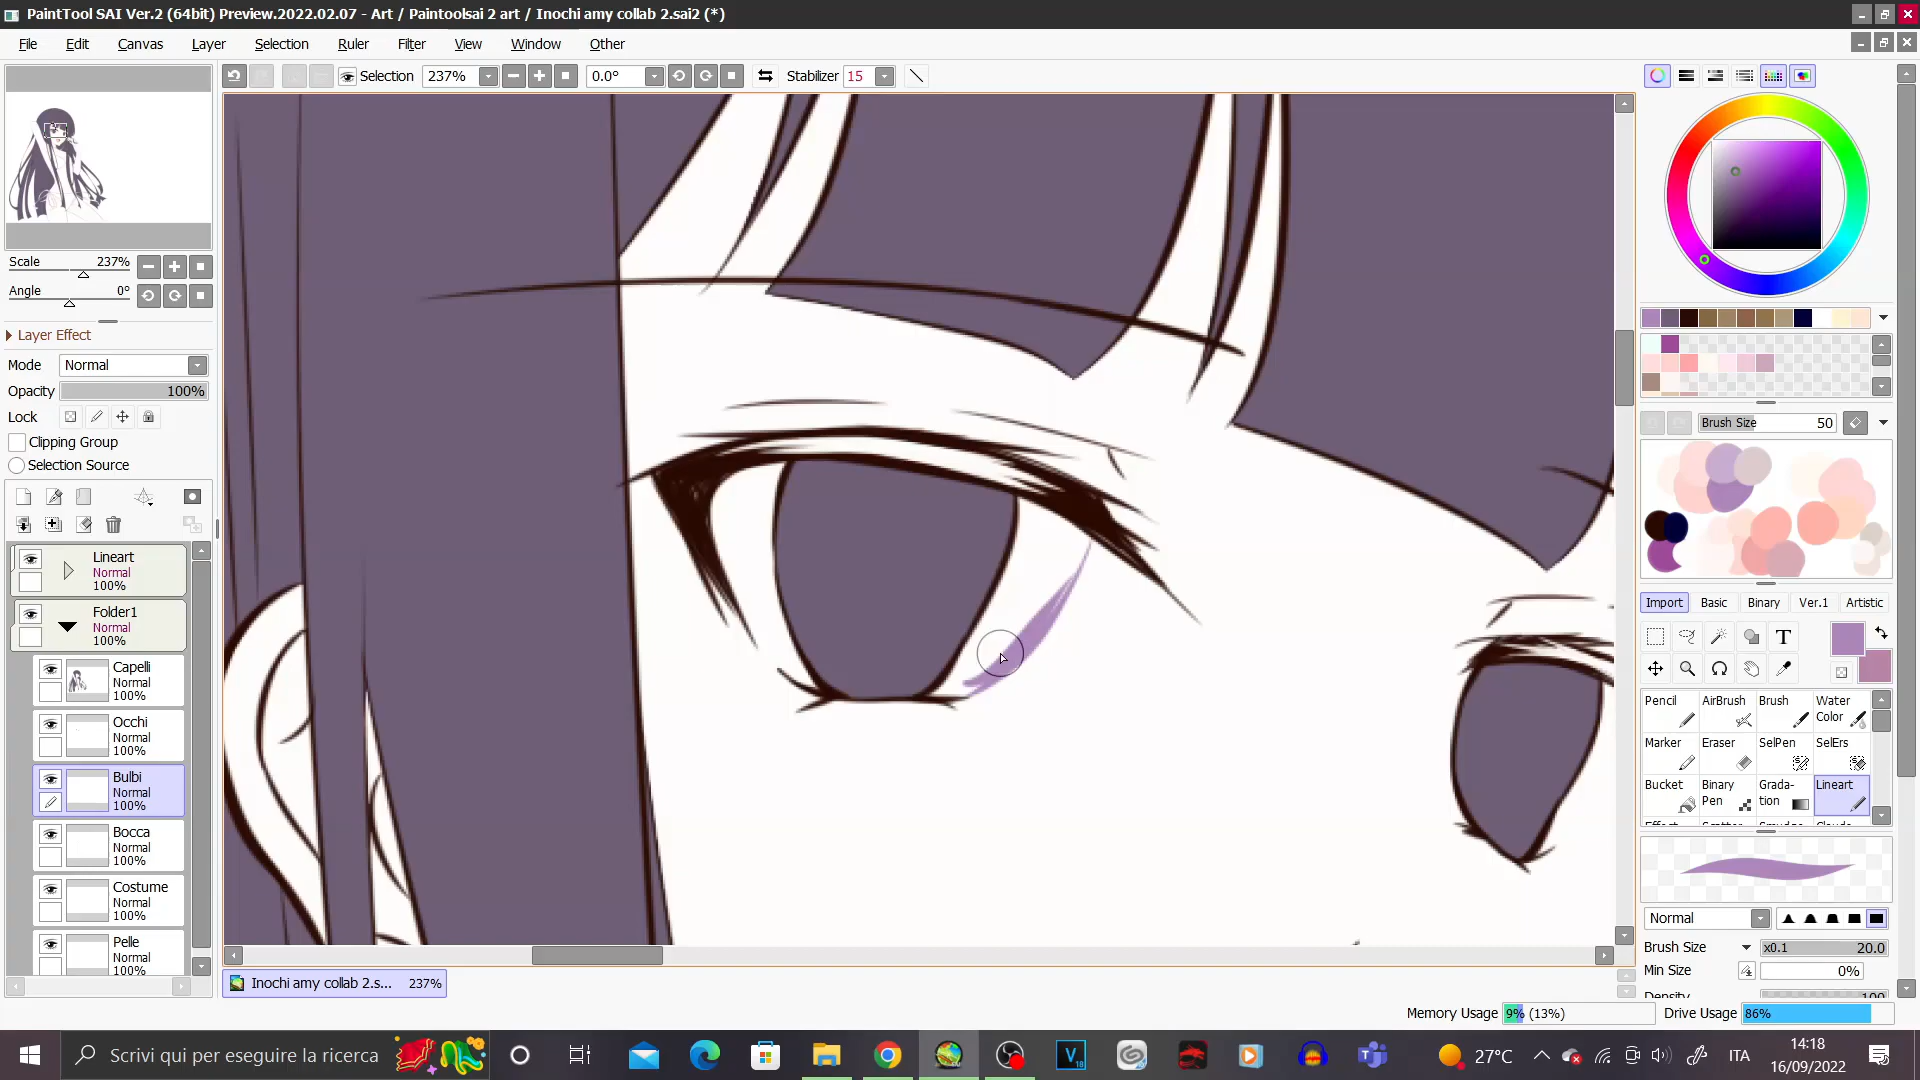 PaintTool SAI Ver.2 (64bit) Preview.2022.02.07 - Art / Paintoolsai 2 art / Inochi amy collab 2.sai2 (*)
File Edit Canvas Layer Selection Ruler Filter View Window Other
Selection 237% 0.0° Stabilizer 15
Scale 237%
Angle 0°
Layer Effect
Mode Normal
Opacity 100%
Lock
Clipping Group
Selection Source
Lineart
Normal
100%
Folder1
Normal
100%
Capelli
Normal
100%
Occhi
Normal
100%
Bulbi
Normal
100%
Bocca
Normal
100%
Costume
Normal
100%
Pelle
Normal
100%
Brush Size 50
Import Basic Binary Ver.1 Artistic
T
Pencil AirBrush Brush Water Color
Marker Eraser SelPen SelErs
Bucket Binary Pen Grada-tion Lineart
Normal
Brush Size x0.1 20.0
Min Size 0%
Density 100
Inochi amy collab 2.s... 237%
Memory Usage 9% (13%) Drive Usage 86%
Scrivi qui per eseguire la ricerca
27°C ITA 14:18
16/09/2022